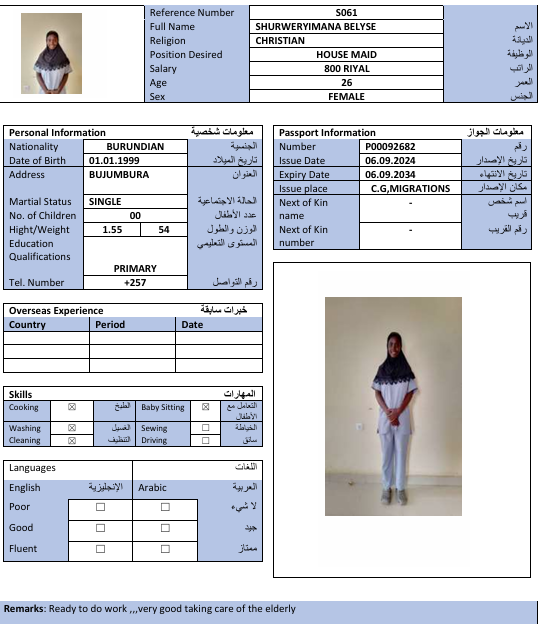 Reference Number S061
Full Name SHURWERYIMANA BELYSE الاسم
Religion CHRISTIAN الديانة
Position Desired HOUSE MAID الوظيفة
Salary 800 RIYAL الراتب
Age 26 العمر
Sex FEMALE الجنس
Personal Information معلومات شخصية
Nationality BURUNDIAN الجنسية
Date of Birth 01.01.1999 تاريخ الميلاد
Address BUJUMBURA العنوان
Martial Status SINGLE الحالة الاجتماعية
No. of Children 00 عدد الأطفال
Hight/Weight 1.55 54 الوزن والطول
Education المستوى التعليمي
Qualifications
PRIMARY
Tel. Number +257 رقم التواصل
Passport Information معلومات الجواز
Number P00092682 رقم
Issue Date 06.09.2024 تاريخ الإصدار
Expiry Date 06.09.2034 تاريخ الانتهاء
Issue place C.G,MIGRATIONS مكان الإصدار
Next of Kin - اسم شخص
name قريب
Next of Kin - رقم القريب
number
Overseas Experience خبرات سابقة
Country Period Date
Skills المهارات
Cooking ☒ الطبخ Baby Sitting ☒ التعامل مع
الأطفال
Washing ☒ الغسيل Sewing ☐ الخياطة
Cleaning ☒ التنظيف Driving ☐ سائق
Languages اللغات
English الإنجليزية Arabic العربية
Poor ☐ ☐ لا شيء
Good ☐ ☐ جيد
Fluent ☐ ☐ ممتاز
Remarks: Ready to do work ,,,very good taking care of the elderly